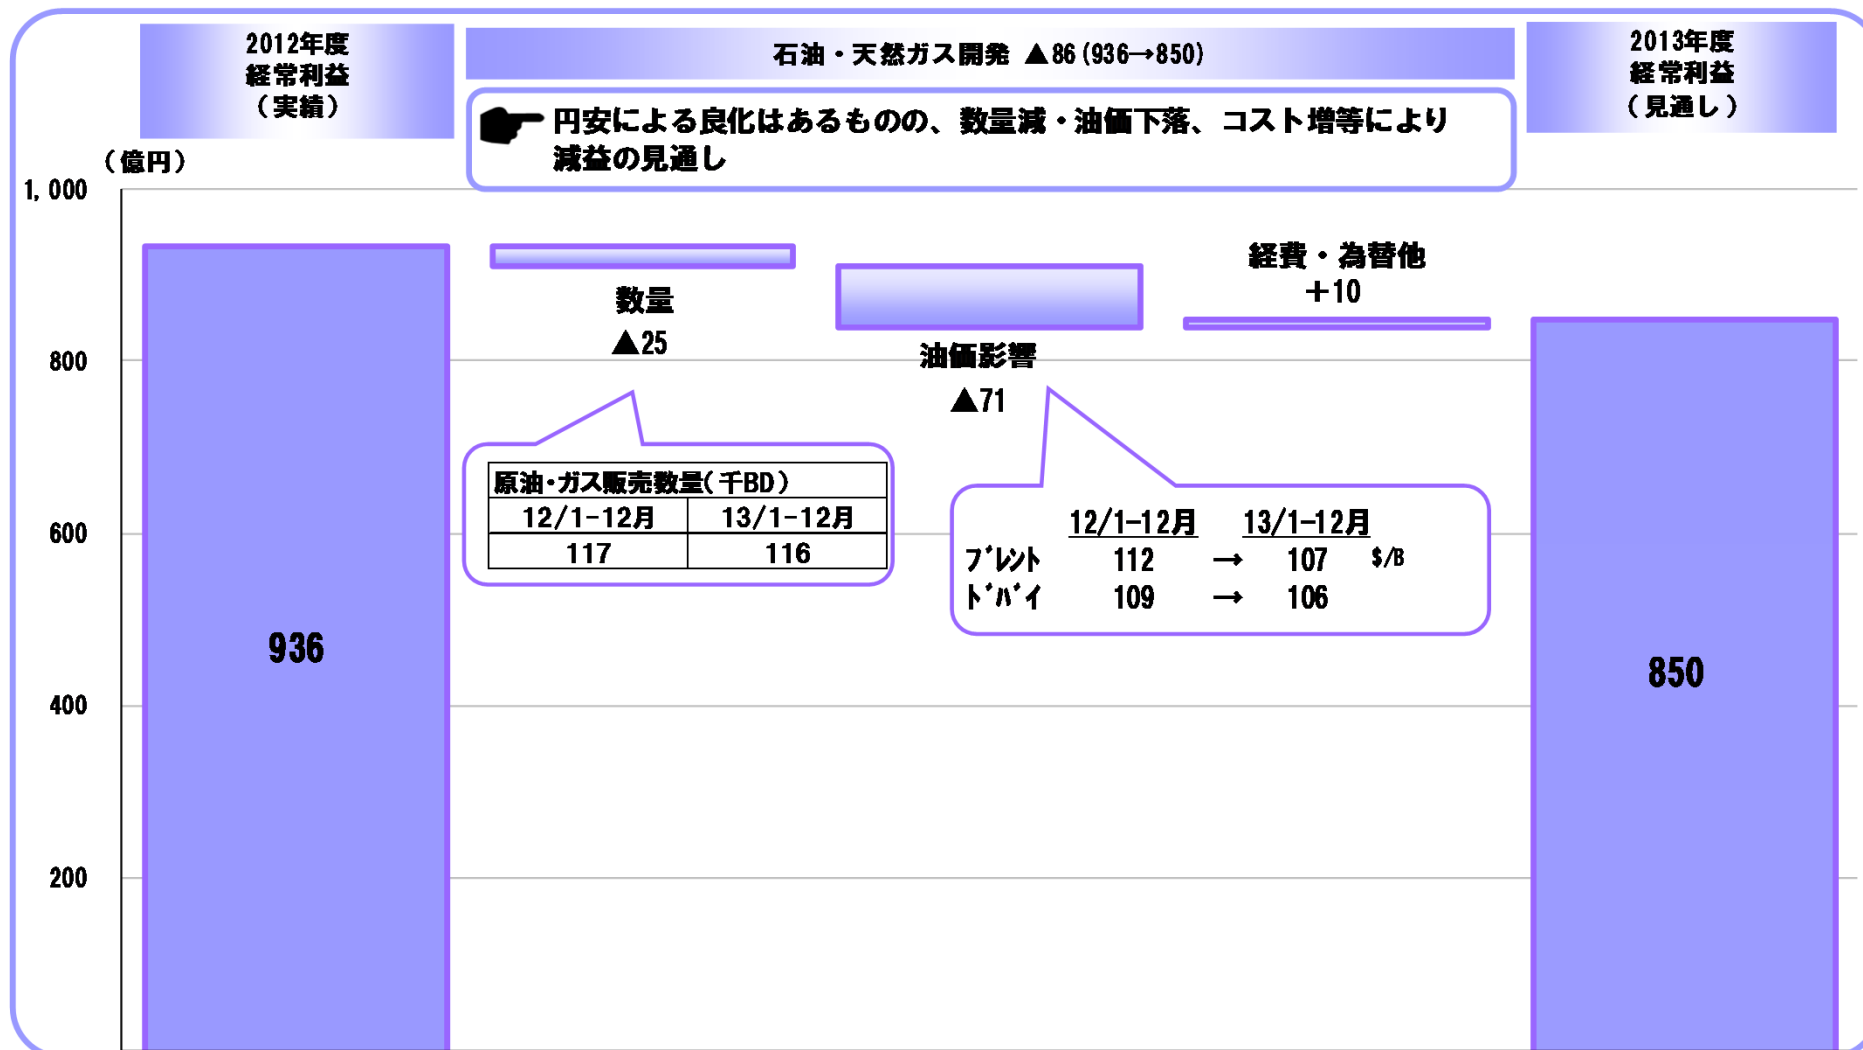 2012年度
経常利益
（実績）
石油・天然ガス開発 ▲86(936→850)
2013年度
経常利益
（見通し）
円安による良化はあるものの、数量減・油価下落、コスト増等により
減益の見通し
（億円）
1,000
800
600
400
200
数量
▲25
油価影響
▲71
経費・為替他
＋10
原油・ガス販売数量(千BD)
12/1-12月 13/1-12月
117 116
12/1-12月 13/1-12月
ﾌﾞﾚﾝﾄ 112 → 107 $/B
ﾄﾞﾊﾞｲ 109 → 106
936
850